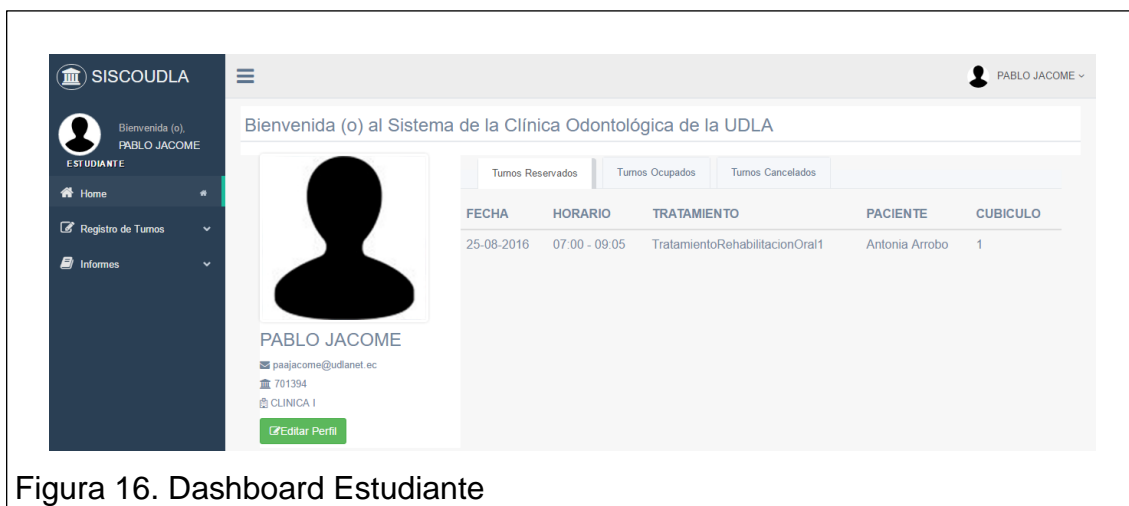 SISCOUDLA
PABLO JACOME
Bienvenida (o),
PABLO JACOME
ESTUDIANTE
Home
Registro de Turnos
Informes
Bienvenida (o) al Sistema de la Clínica Odontológica de la UDLA
PABLO JACOME
paajacome@udlanet.ec
701394
CLINICA I
Editar Perfil
Turnos Reservados Turnos Ocupados Turnos Cancelados
FECHA HORARIO TRATAMIENTO PACIENTE CUBICULO
25-08-2016 07:00 - 09:05 TratamientoRehabilitacionOral1 Antonia Arrobo 1
Figura 16. Dashboard Estudiante